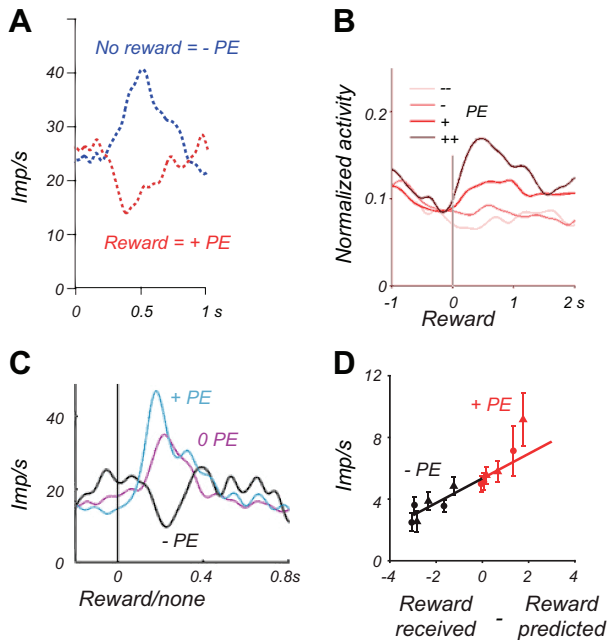 A
No reward = - PE
40
30
20
10
0
Imp/s
Reward = + PE
0
0.5
1 s
B
--
-
+
++
PE
0.2
0.1
0
Normalized activity
-1
0
1
2 s
Reward
C
+ PE
0 PE
- PE
40
20
0
Imp/s
0
0.4
0.8s
Reward/none
D
+ PE
- PE
12
8
4
0
Imp/s
-4
-2
0
2
4
Reward received - Reward predicted